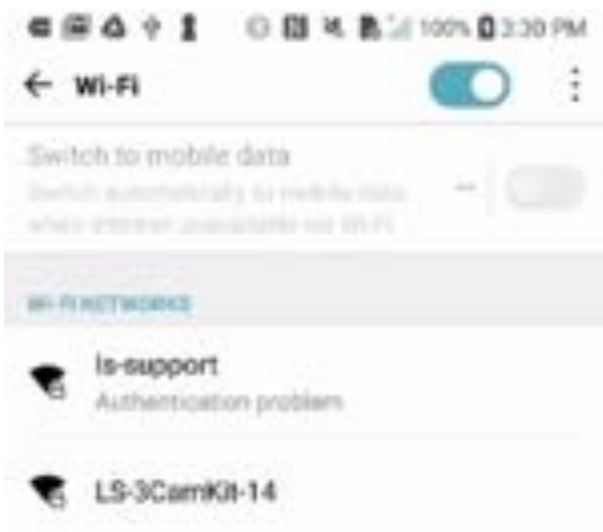 100% 3:30 PM
Wi-Fi
Switch to mobile data
Switch automatically to mobile data
when Internet unavailable via Wi-Fi.
WI-FI NETWORKS
ls-support
Authentication problem
LS-3CamKit-14